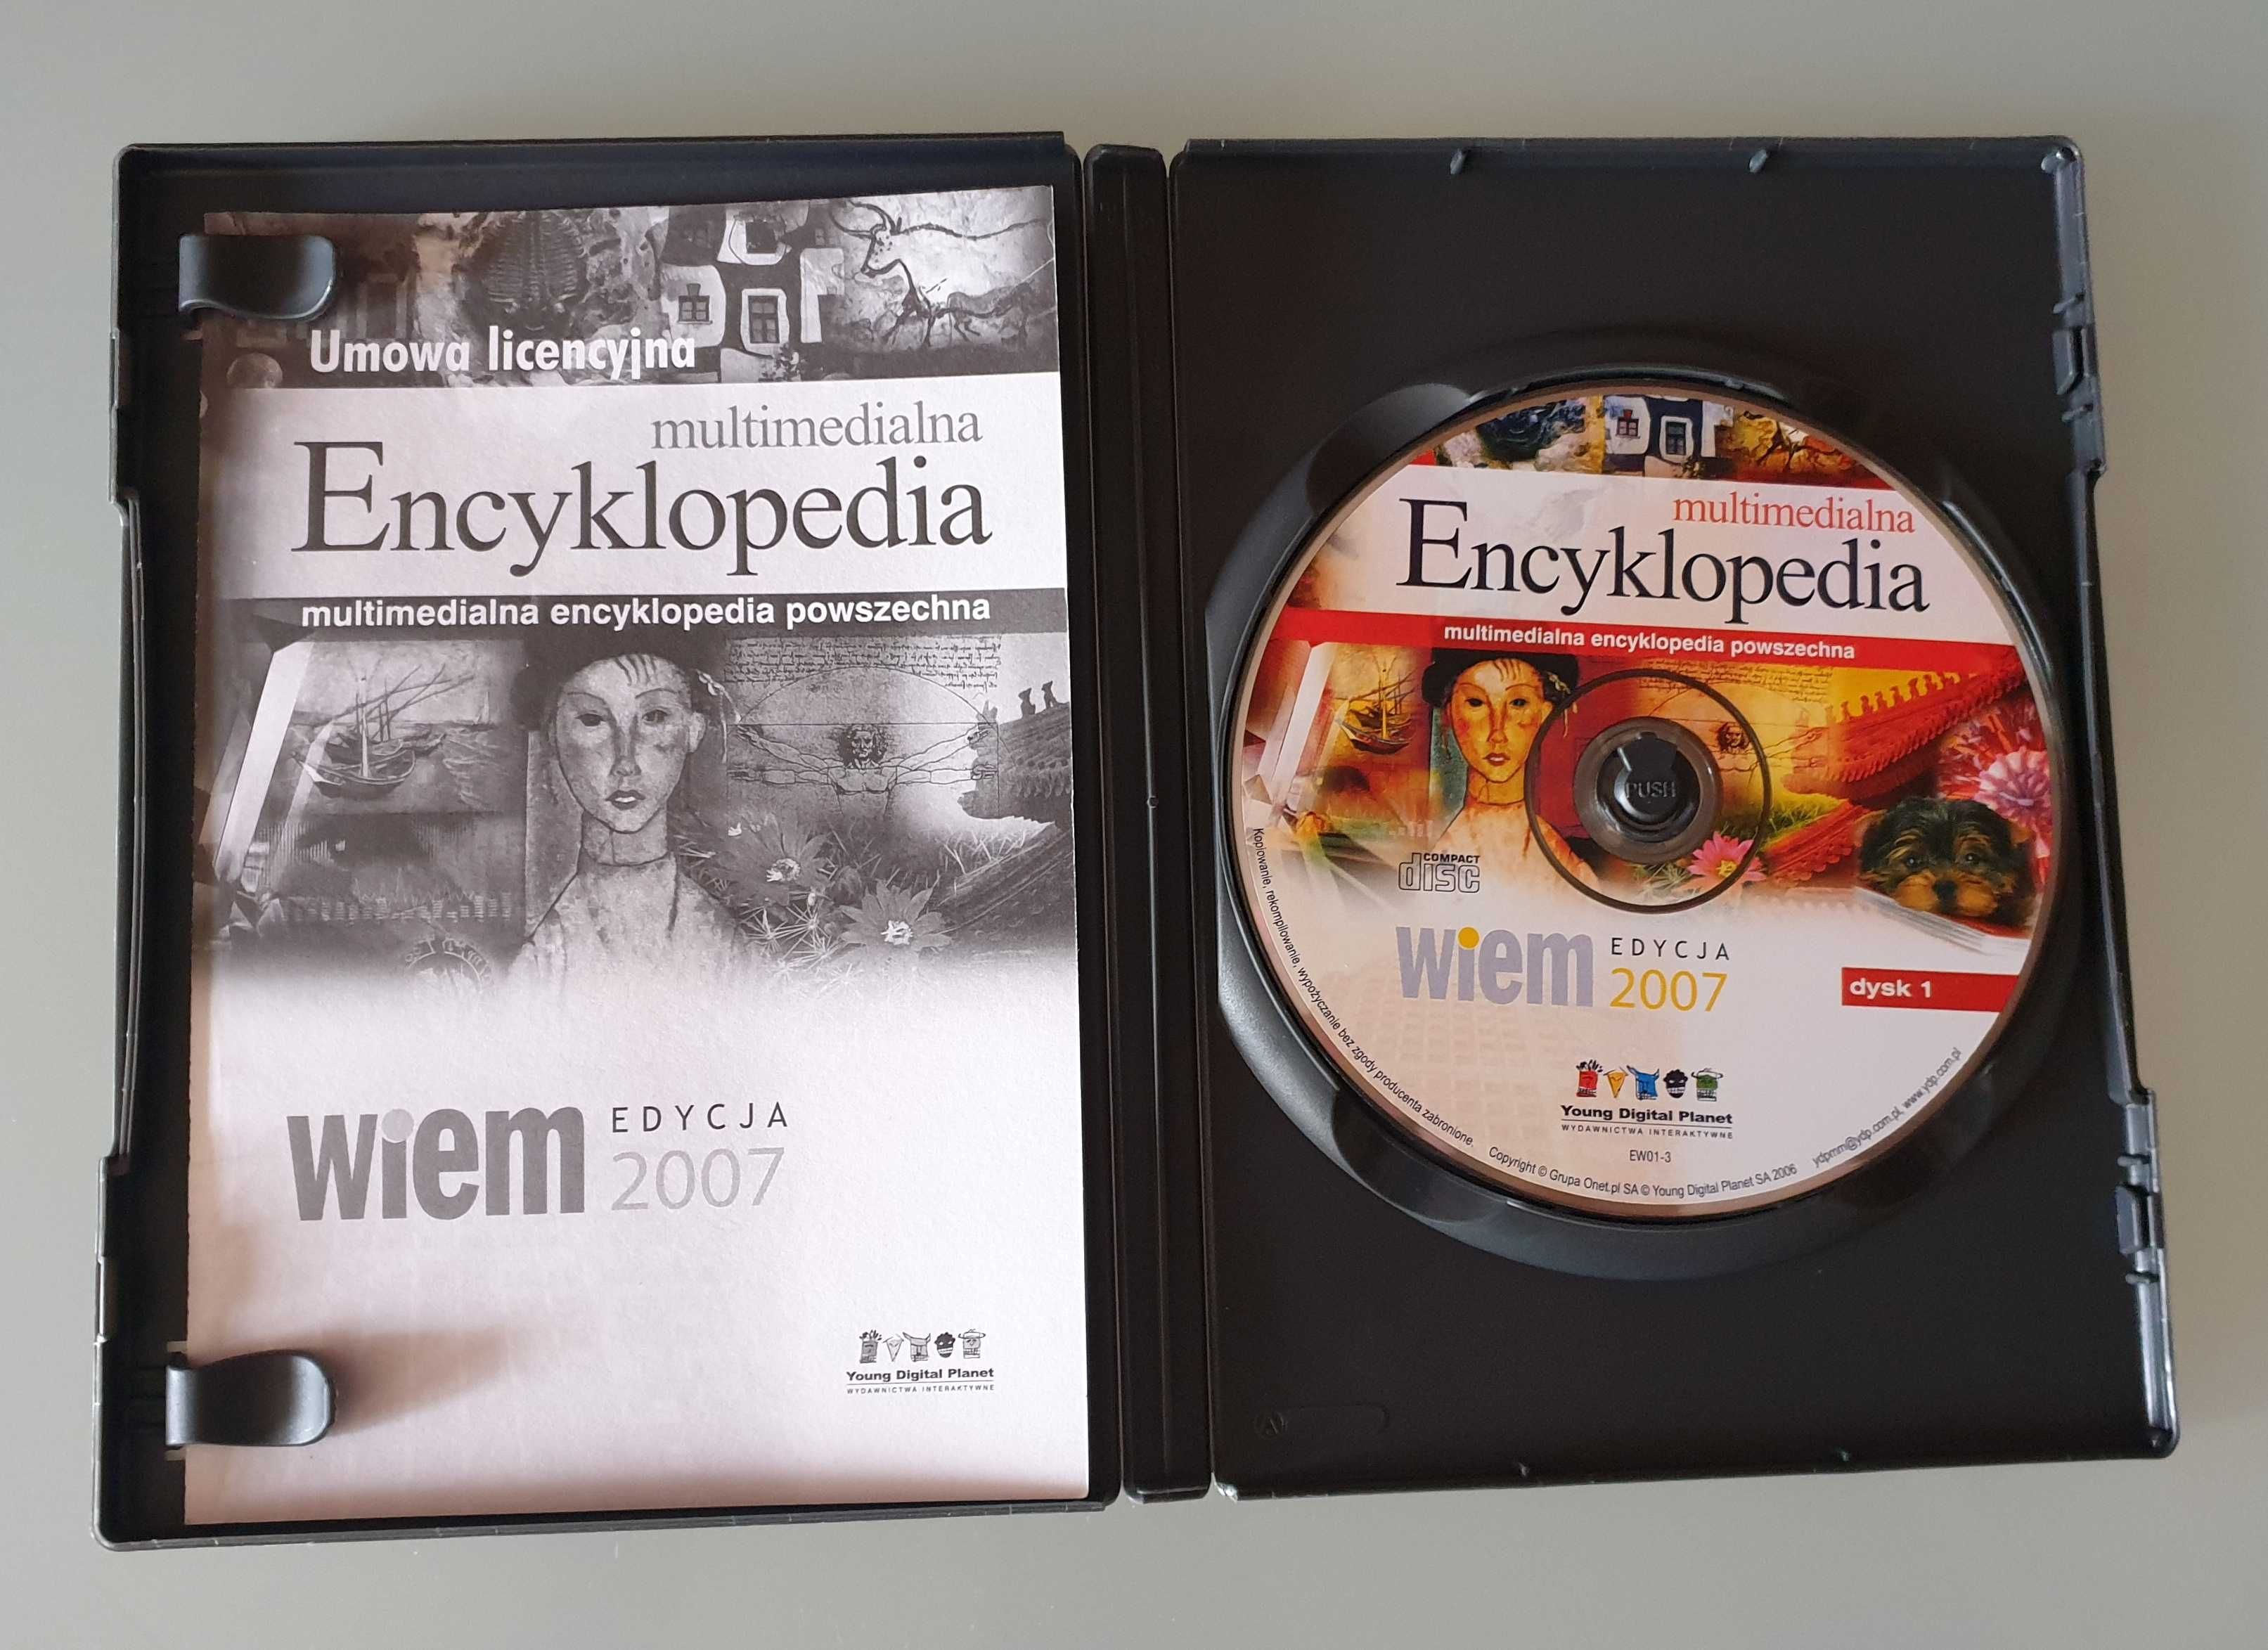 Umowa licencyjna
multimedialna
Encyklopedia
multimedialna encyklopedia powszechna
wiem EDYCJA
2007
Young Digital Planet
WYDAWNICTWA INTERAKTYWNE
multimedialna
Encyklopedia
multimedialna encyklopedia powszechna
PUSH
COMPACT
disc
wiem EDYCJA
2007
dysk 1
Young Digital Planet
WYDAWNICTWA INTERAKTYWNE
EW01-3
Kopiowanie, rekompilowanie, wypożyczanie bez zgody producenta zabronione.
Copyright © Grupa Onet.pl SA © Young Digital Planet SA 2006
ydpmm@ydp.com.pl, www.ydp.com.pl